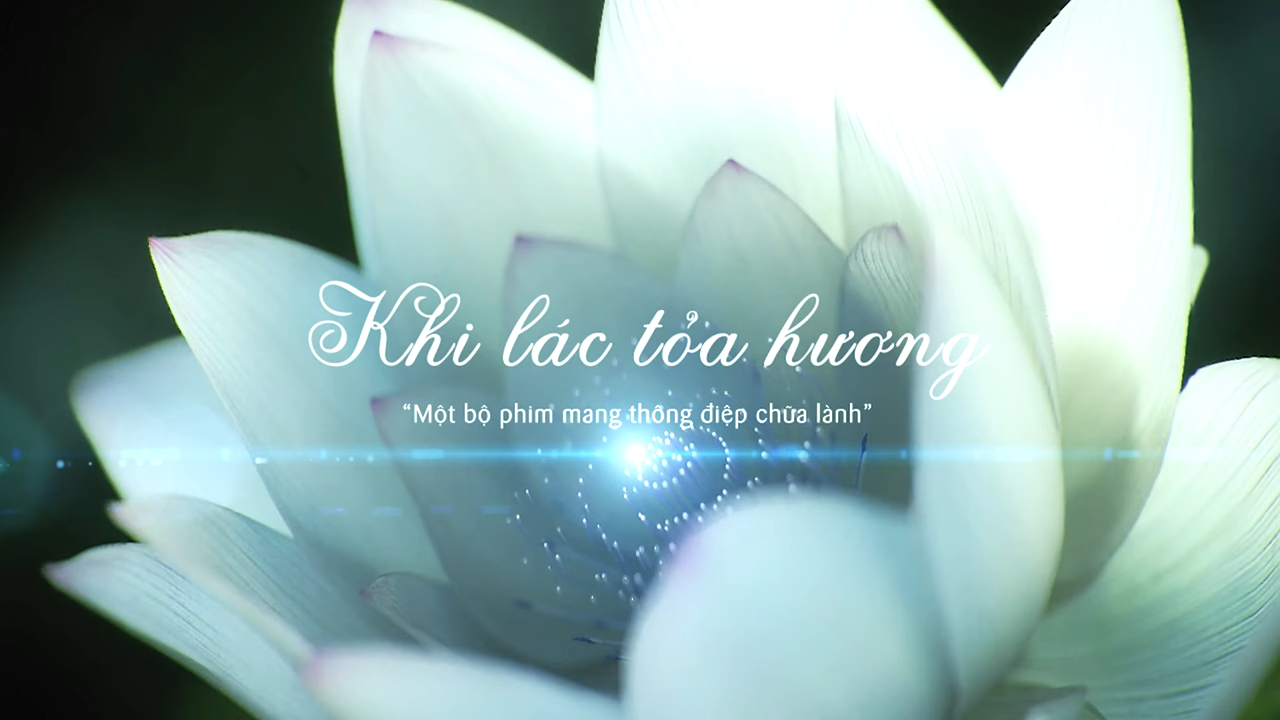 Khi lác tỏa hương
“Một bộ phim mang thông điệp chữa lành”